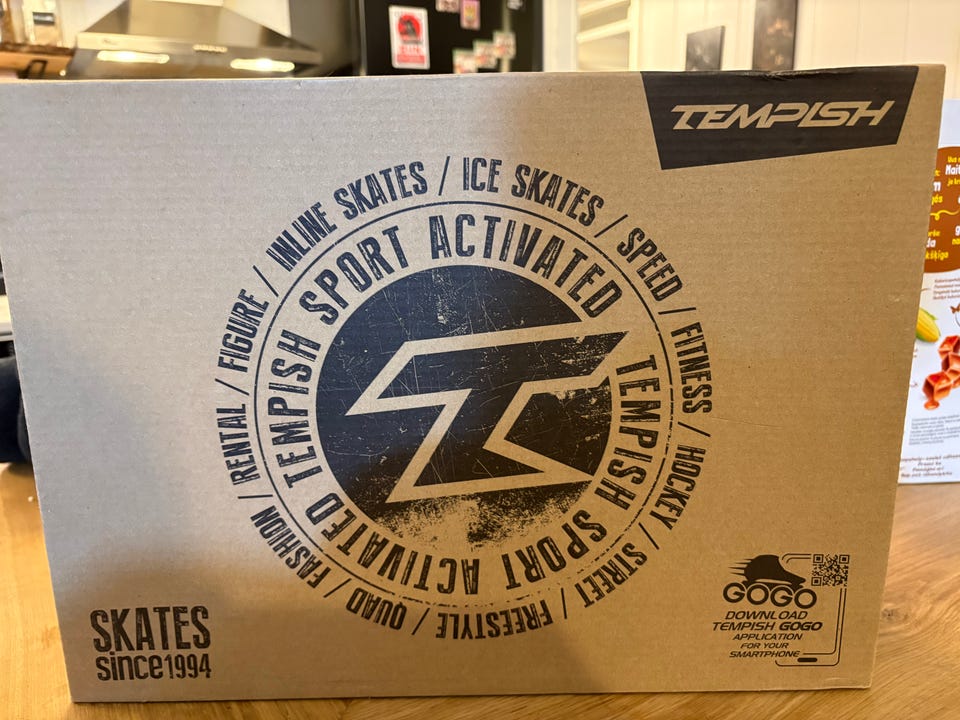 TEMPISH
INLINE SKATES / ICE SKATES / SPEED / FITNESS / HOCKEY / STREET / FREESTYLE / QUAD / FASHION / RENTAL / FIGURE /
TEMPISH SPORT ACTIVATED
TEMPISH SPORT ACTIVATED
SKATES
since1994
GOGO
DOWNLOAD
TEMPISH GOGO
APPLICATION
FOR YOUR
SMARTPHONE